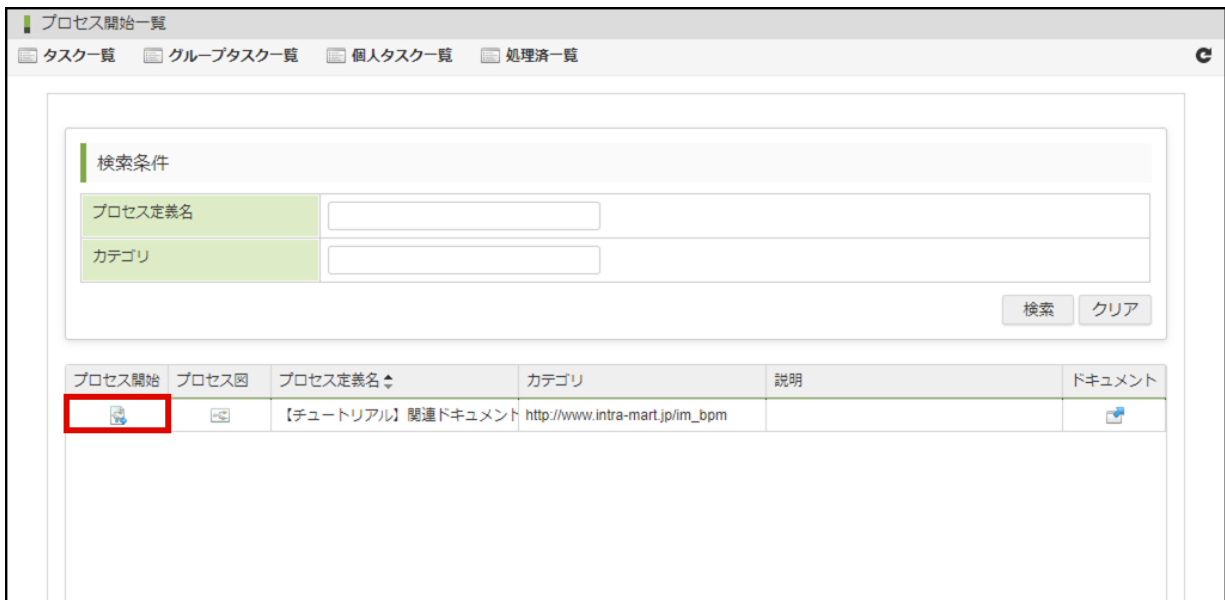 プロセス開始一覧
タスク一覧 グループタスク一覧 個人タスク一覧 処理済一覧
検索条件
プロセス定義名
カテゴリ
検索 クリア
プロセス開始 プロセス図 プロセス定義名 カテゴリ 説明 ドキュメント
【チュートリアル】関連ドキュメント http://www.intra-mart.jp/im_bpm